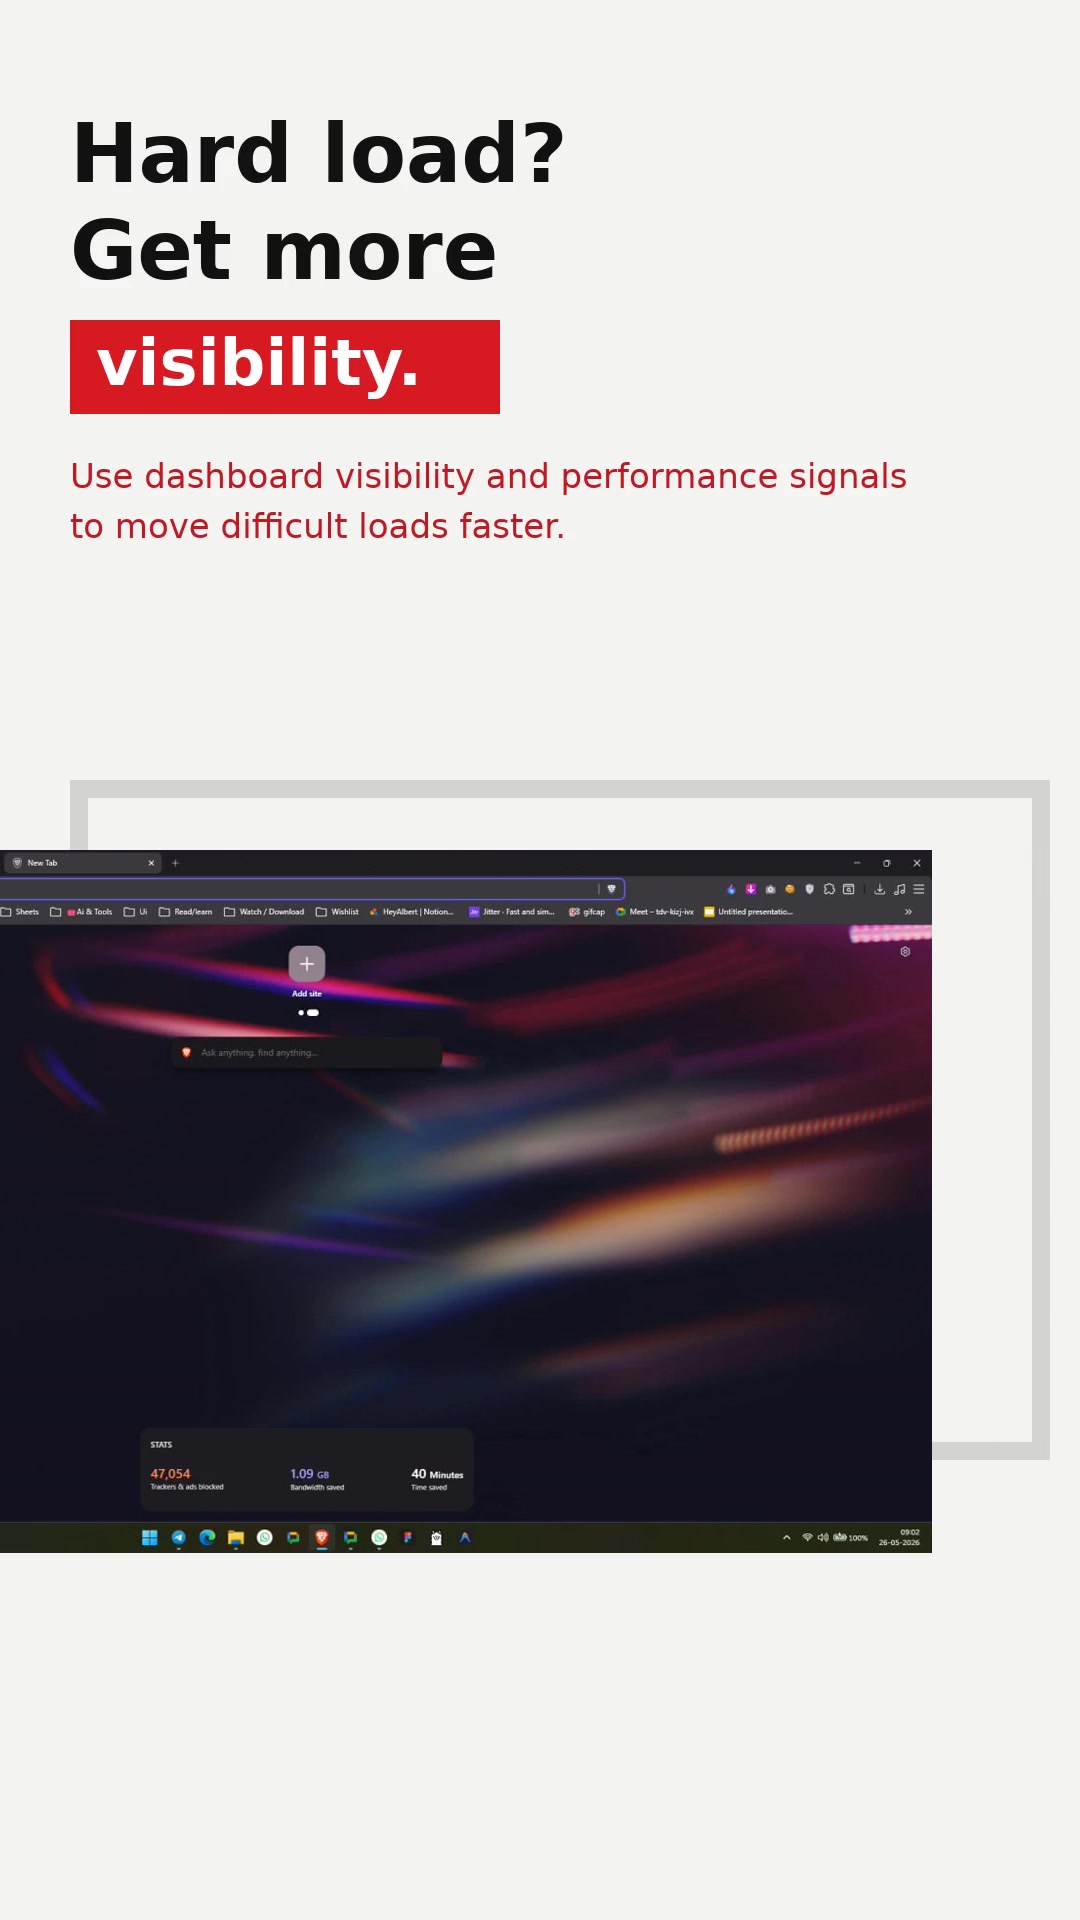 Hard load?
Get more
visibility.
Use dashboard visibility and performance signals
to move difficult loads faster.
New Tab
Sheets Ai & Tools Ui Read/learn Watch / Download Wishlist HeyAlbert | Notion... Jitter - Fast and sim... gifcap Meet – tdv-kizj-ivx Untitled presentatio... »
Add site
Ask anything, find anything...
STATS
47,054 1.09 GB 40 Minutes
Trackers & ads blocked Bandwidth saved Time saved
100% 09:02
26-05-2026